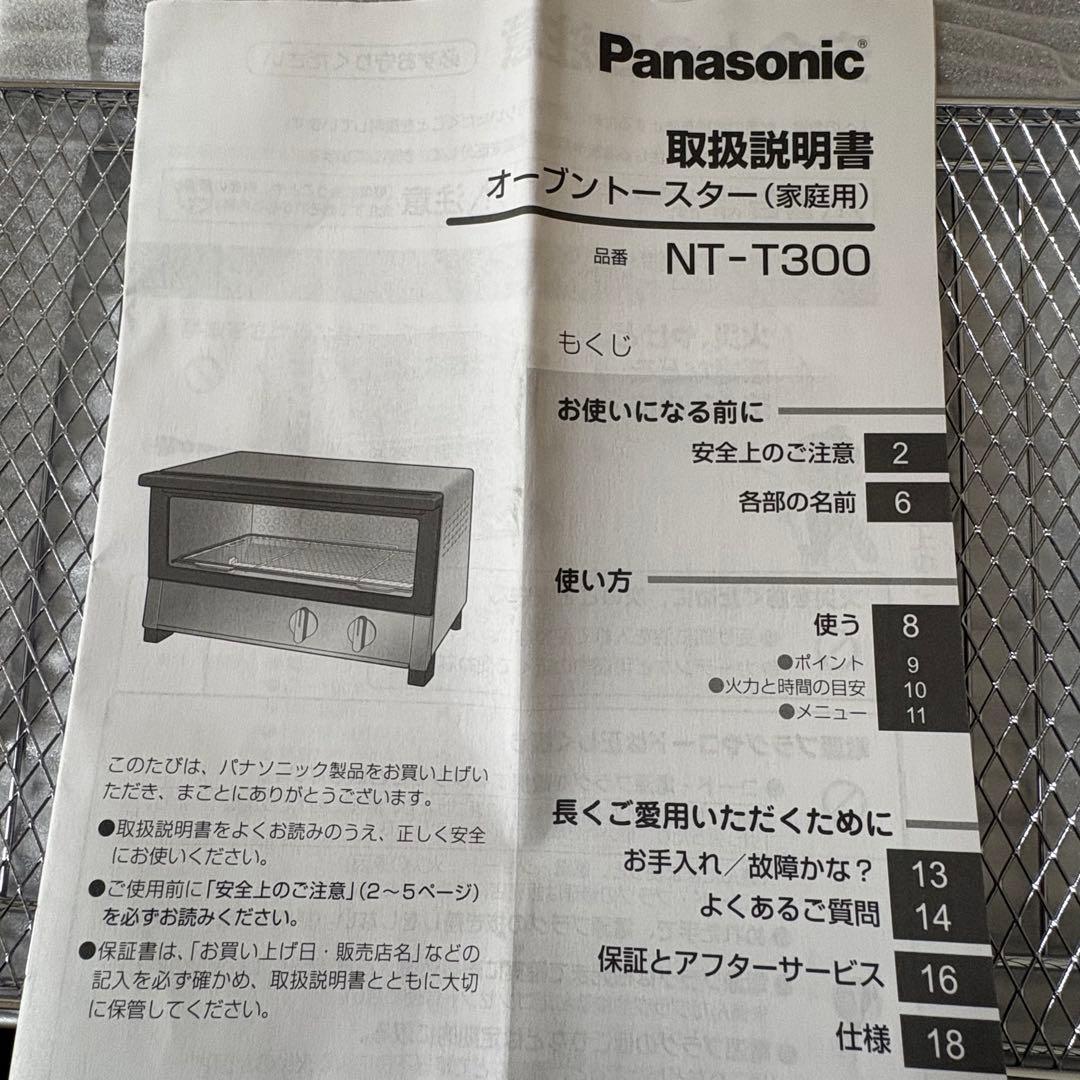 Panasonic®
取扱説明書
オーブントースター(家庭用)
品番 NT-T300
もくじ
お使いになる前に
安全上のご注意 2
各部の名前 6
使い方
使う 8
●ポイント 9
●火力と時間の目安 10
●メニュー 11
長くご愛用いただくために
お手入れ／故障かな？ 13
よくあるご質問 14
保証とアフターサービス 16
仕様 18
このたびは、パナソニック製品をお買い上げい
ただき、まことにありがとうございます。
●取扱説明書をよくお読みのうえ、正しく安全
にお使いください。
●ご使用前に「安全上のご注意」(2～5ページ)
を必ずお読みください。
●保証書は、「お買い上げ日・販売店名」などの
記入を必ず確かめ、取扱説明書とともに大切
に保管してください。